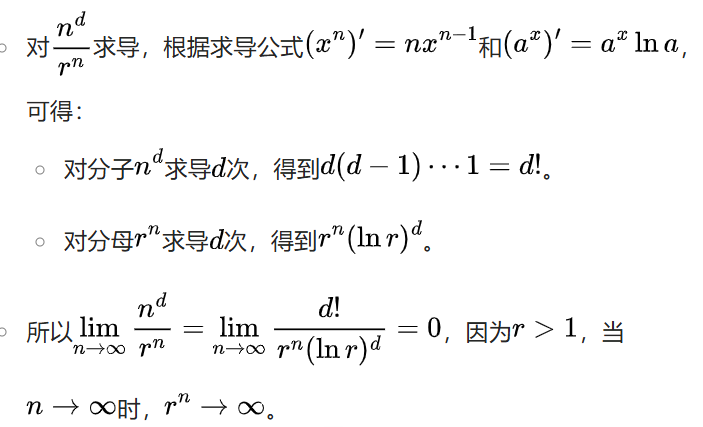 对$\frac{n^d}{r^n}$求导，根据求导公式$(x^n)' = nx^{n-1}$和$(a^x)' = a^x \ln a$，
可得：
对分子$n^d$求导$d$次，得到$d(d-1)\cdots 1 = d!$。
对分母$r^n$求导$d$次，得到$r^n(\ln r)^d$。
所以$\lim_{n \to \infty} \frac{n^d}{r^n} = \lim_{n \to \infty} \frac{d!}{r^n(\ln r)^d} = 0$，因为$r > 1$，当
$n \to \infty$时，$r^n \to \infty$。